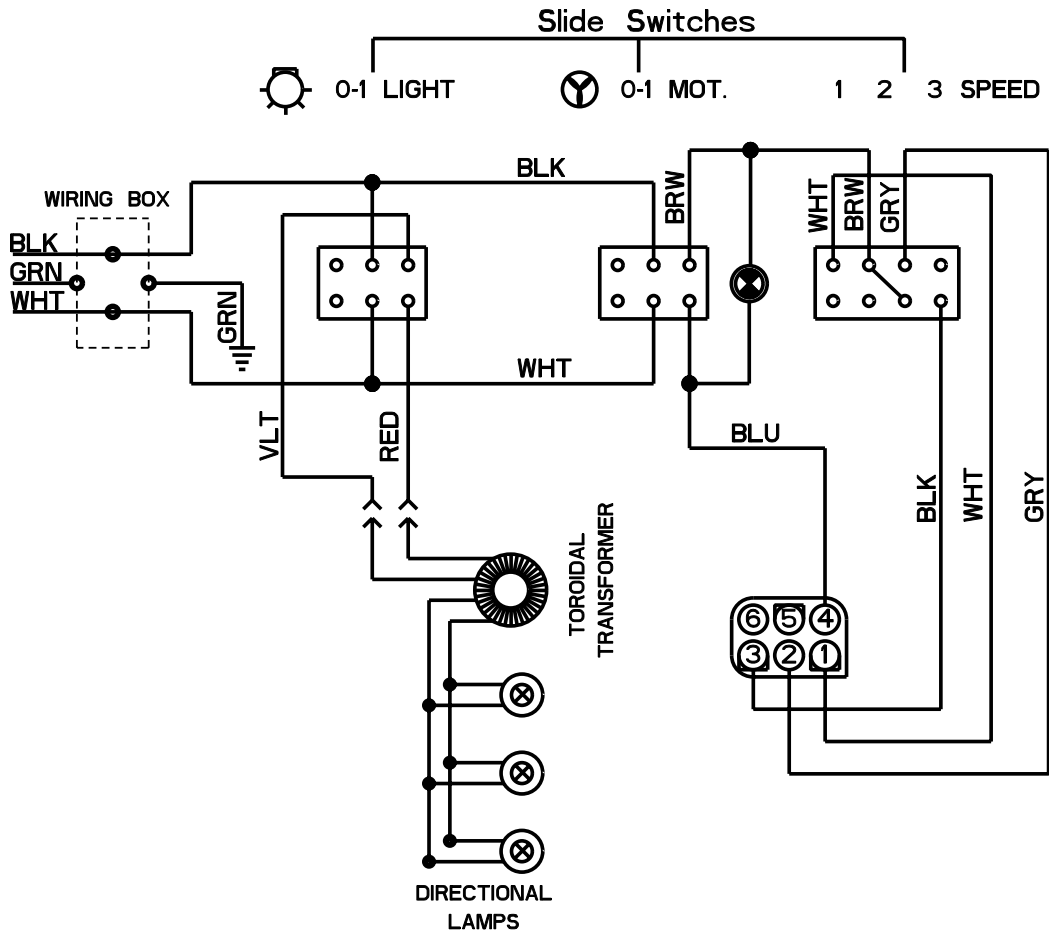 Slide Switches
0-1 LIGHT
0-1 MOT.
1 2 3 SPEED
WIRING BOX
BLK
GRN
WHT
GRN
BLK
WHT
BRW
WHT
BRW
GRY
VLT
RED
BLU
BLK
WHT
GRY
TOROIDAL
TRANSFORMER
6 5 4
3 2 1
DIRECTIONAL
LAMPS